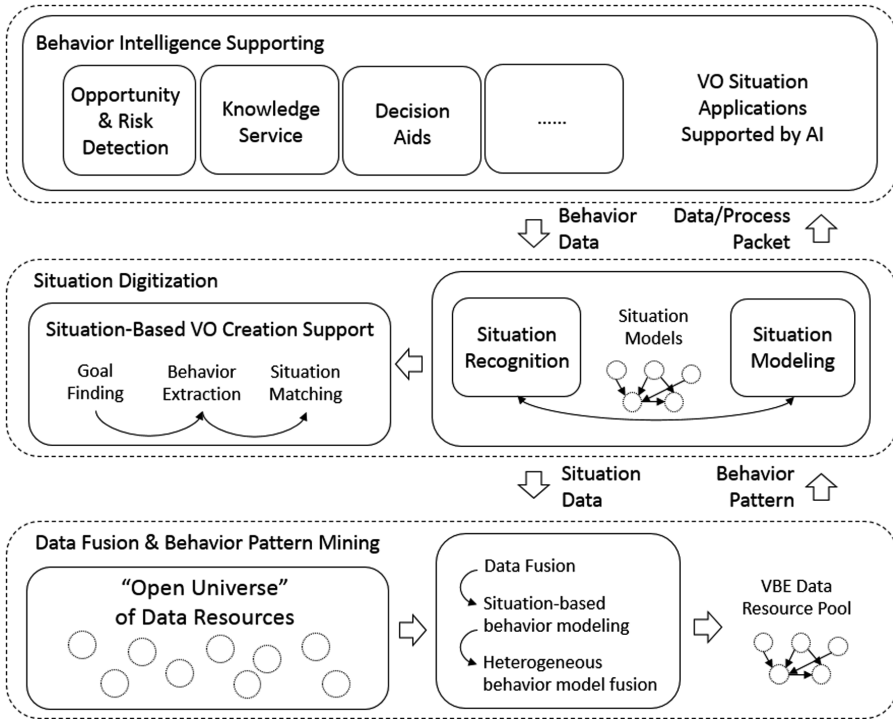 Behavior Intelligence Supporting
Opportunity
& Risk
Detection
Knowledge
Service
Decision
Aids
......
VO Situation
Applications
Supported by AI
Behavior
Data
Data/Process
Packet
Situation Digitization
Situation-Based VO Creation Support
Goal
Finding
Behavior
Extraction
Situation
Matching
Situation
Recognition
Situation
Models
Situation
Modeling
Situation
Data
Behavior
Pattern
Data Fusion & Behavior Pattern Mining
“Open Universe”
of Data Resources
Data Fusion
Situation-based
behavior modeling
Heterogeneous
behavior model fusion
VBE Data
Resource Pool